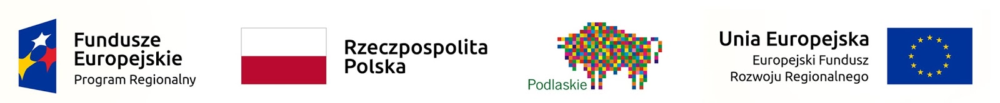 Fundusze
Europejskie
Program Regionalny
Rzeczpospolita
Polska
Podlaskie
Unia Europejska
Europejski Fundusz
Rozwoju Regionalnego